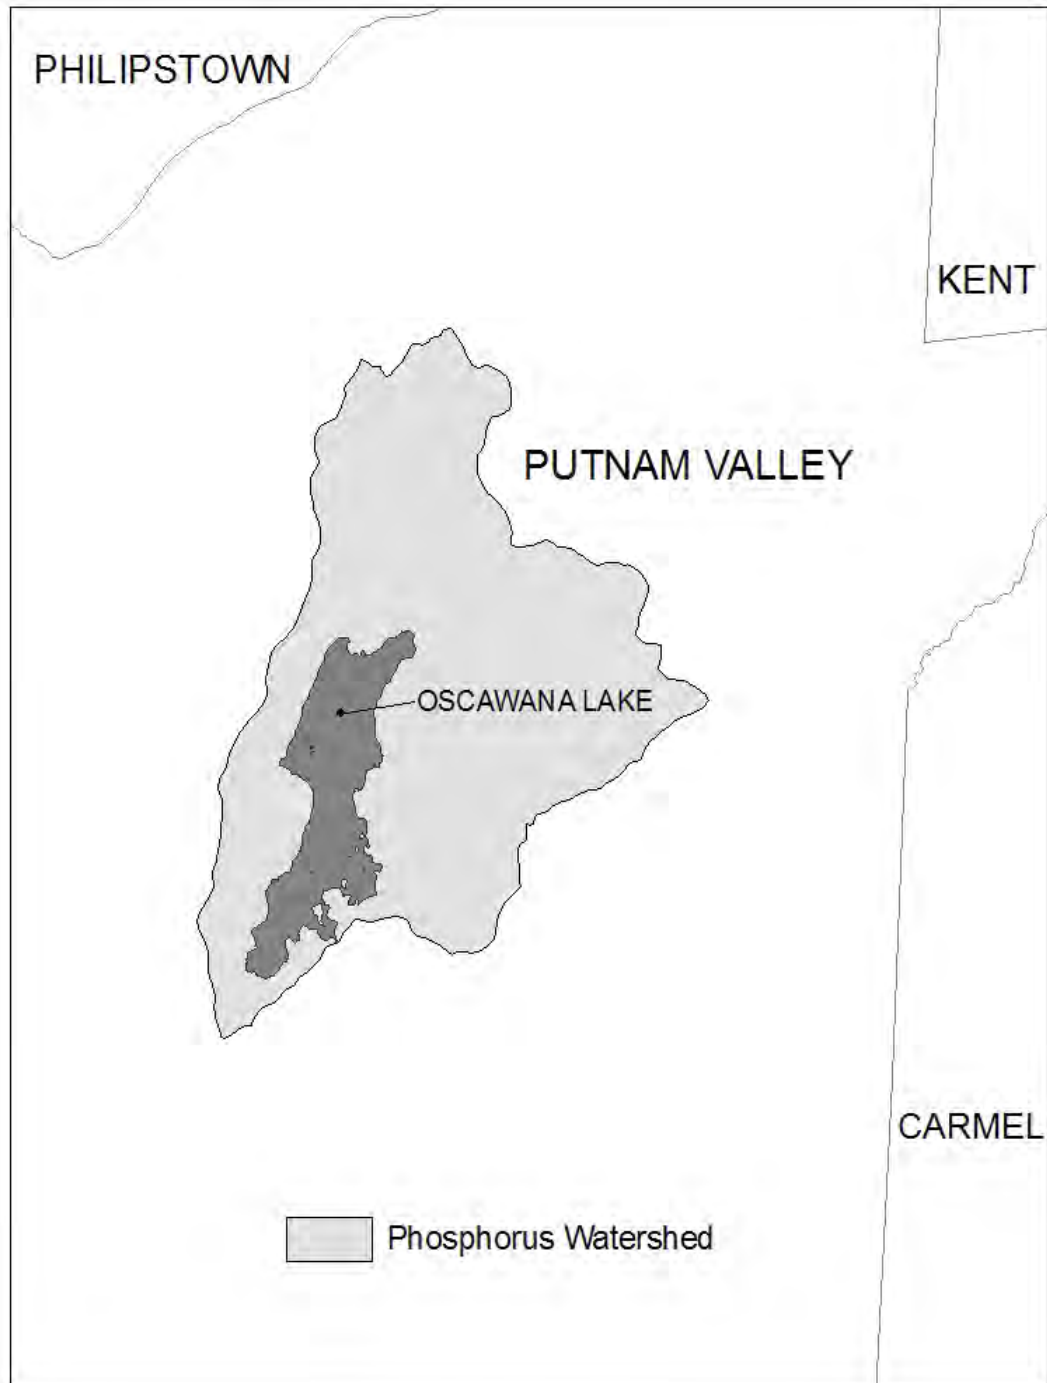 PHILIPSTOWN
KENT
PUTNAM VALLEY
OSCAWANA LAKE
CARMEL
Phosphorus Watershed